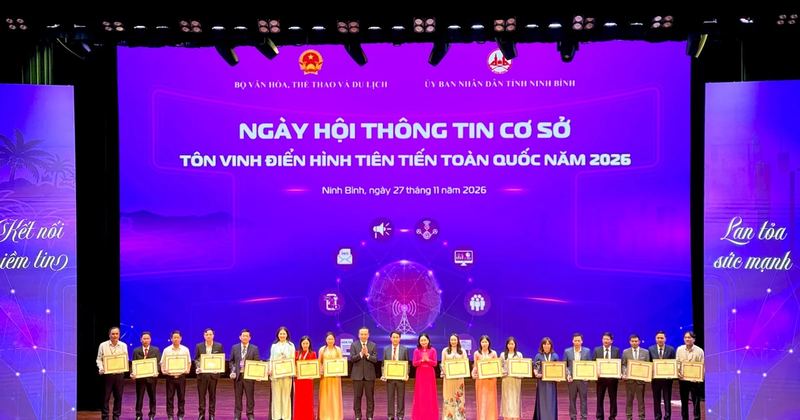 BỘ VĂN HÓA, THỂ THAO VÀ DU LỊCH
ỦY BAN NHÂN DÂN TỈNH NINH BÌNH
NGÀY HỘI THÔNG TIN CƠ SỞ
TÔN VINH ĐIỂN HÌNH TIÊN TIẾN TOÀN QUỐC NĂM 2026
Ninh Bình, ngày 27 tháng 11 năm 2026
Kết nối
iềm tin
Lan tỏa
sức mạnh